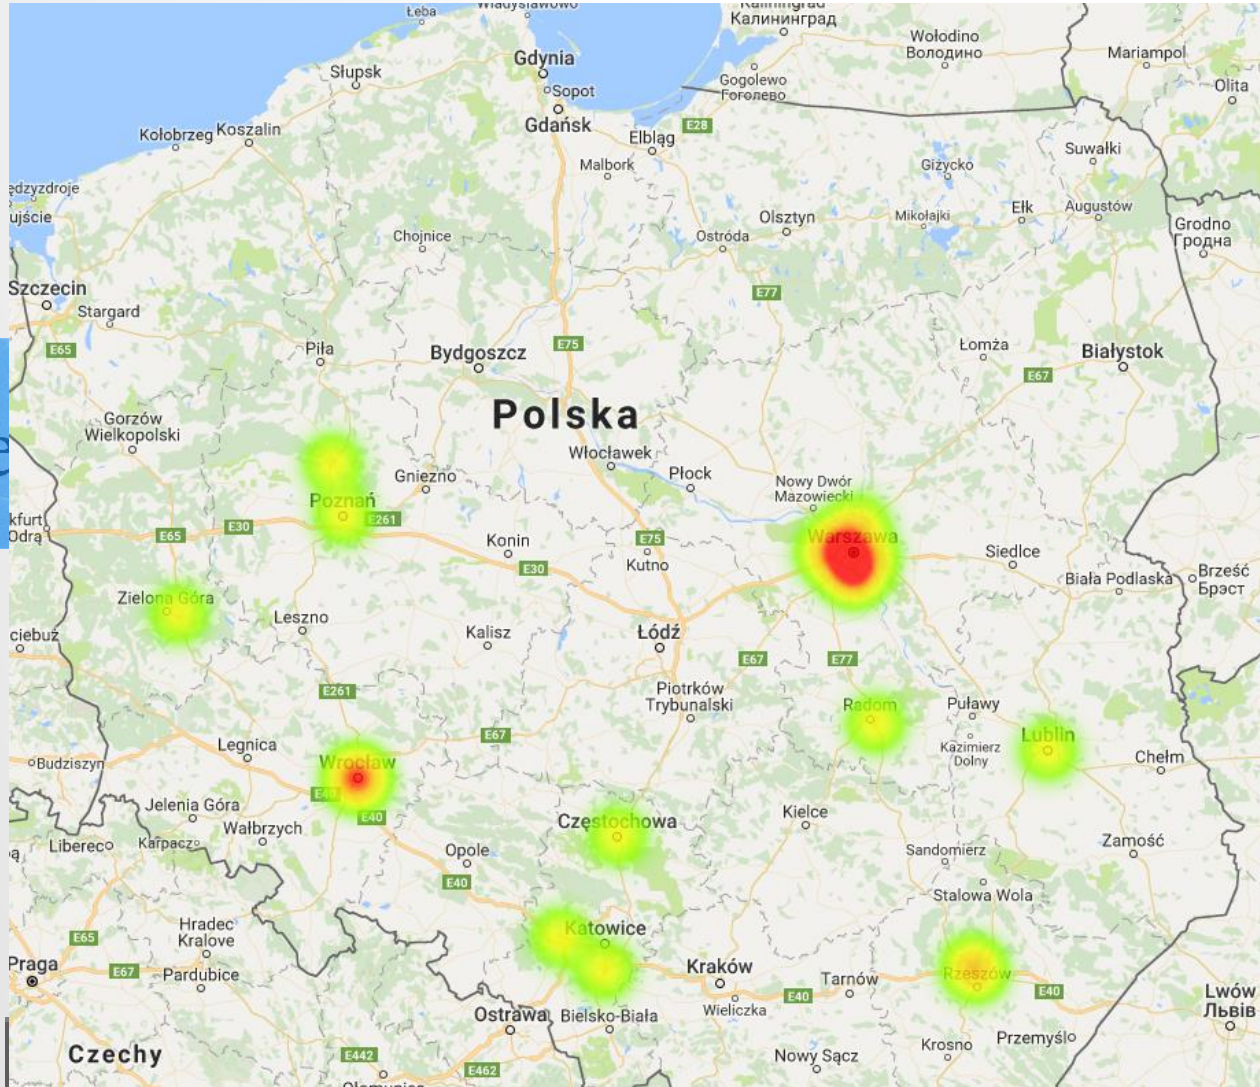 Łeba
Władysławowo
Kaliningrad
Калининград
Wołodino
Володино
Mariampol
Gdynia
Słupsk
Sopot
Gogolewo
Гоголево
Olita
Gdańsk
E28
Kołobrzeg
Koszalin
Elbląg
Malbork
Giżycko
Suwałki
ędzyzdroje
ujście
Chojnice
Olsztyn
Ostróda
Mikołajki
Ełk
Augustów
Grodno
Гродна
Szczecin
Stargard
E77
E65
Piła
Bydgoszcz
E75
Łomża
Białystok
E67
Polska
Gorzów
Wielkopolski
Włocławek
Płock
Gniezno
Nowy Dwór
Mazowiecki
Poznań
E261
kfurt
Odrą
E65
E30
Konin
E30
E75
Kutno
Warszawa
Siedlce
Biała Podlaska
Brześć
Брэст
Zielona Góra
Leszno
ciebuż
Kalisz
Łódź
E67
E77
E261
Piotrków
Trybunalski
Radom
Puławy
Kazimierz
Dolny
Lublin
Chełm
E67
Legnica
Wrocław
E40
E40
Budziszyn
Jelenia Góra
Wałbrzych
Częstochowa
Kielce
Liberec
Karpacz
Opole
E40
Sandomierz
Zamość
Stalowa Wola
Hradec
Kralove
Katowice
E65
Praga
E67
Pardubice
Kraków
Wieliczka
E40
Tarnów
Rzeszów
E40
Lwów
Львів
Ostrawa
Bielsko-Biała
Czechy
E442
E462
Nowy Sącz
Krosno
Przemyśl